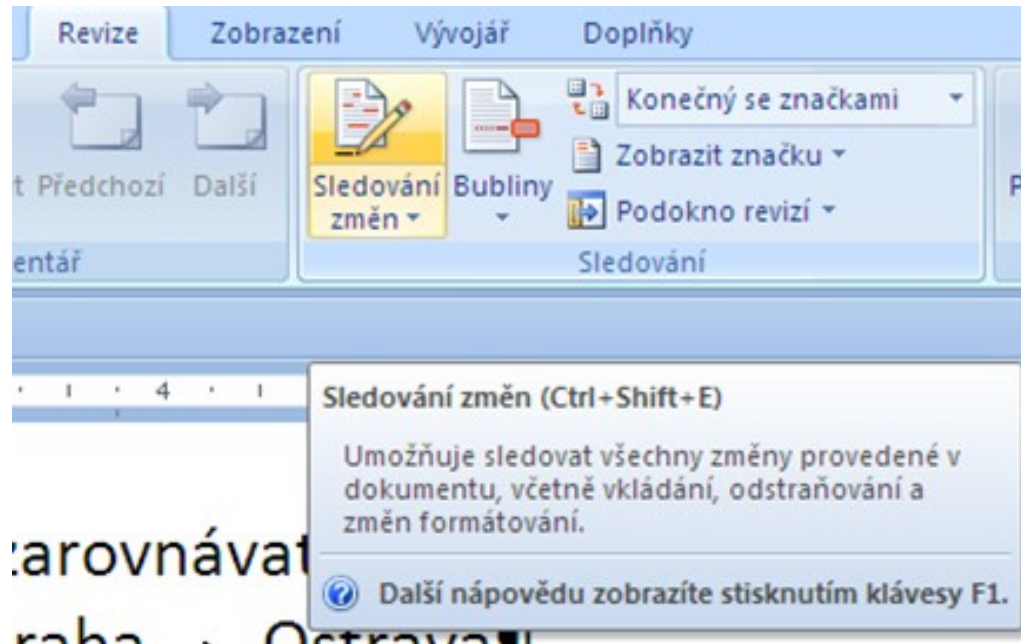 Revize Zobrazení Vývojář Doplňky
Konečný se značkami
Zobrazit značku
Předchozí Další
Sledování změn
Bubliny
Podokno revizí
Sledování
4
Sledování změn (Ctrl+Shift+E)
Umožňuje sledovat všechny změny provedené v
dokumentu, včetně vkládání, odstraňování a
změn formátování.
Další nápovědu zobrazíte stisknutím klávesy F1.
Ostrava¶